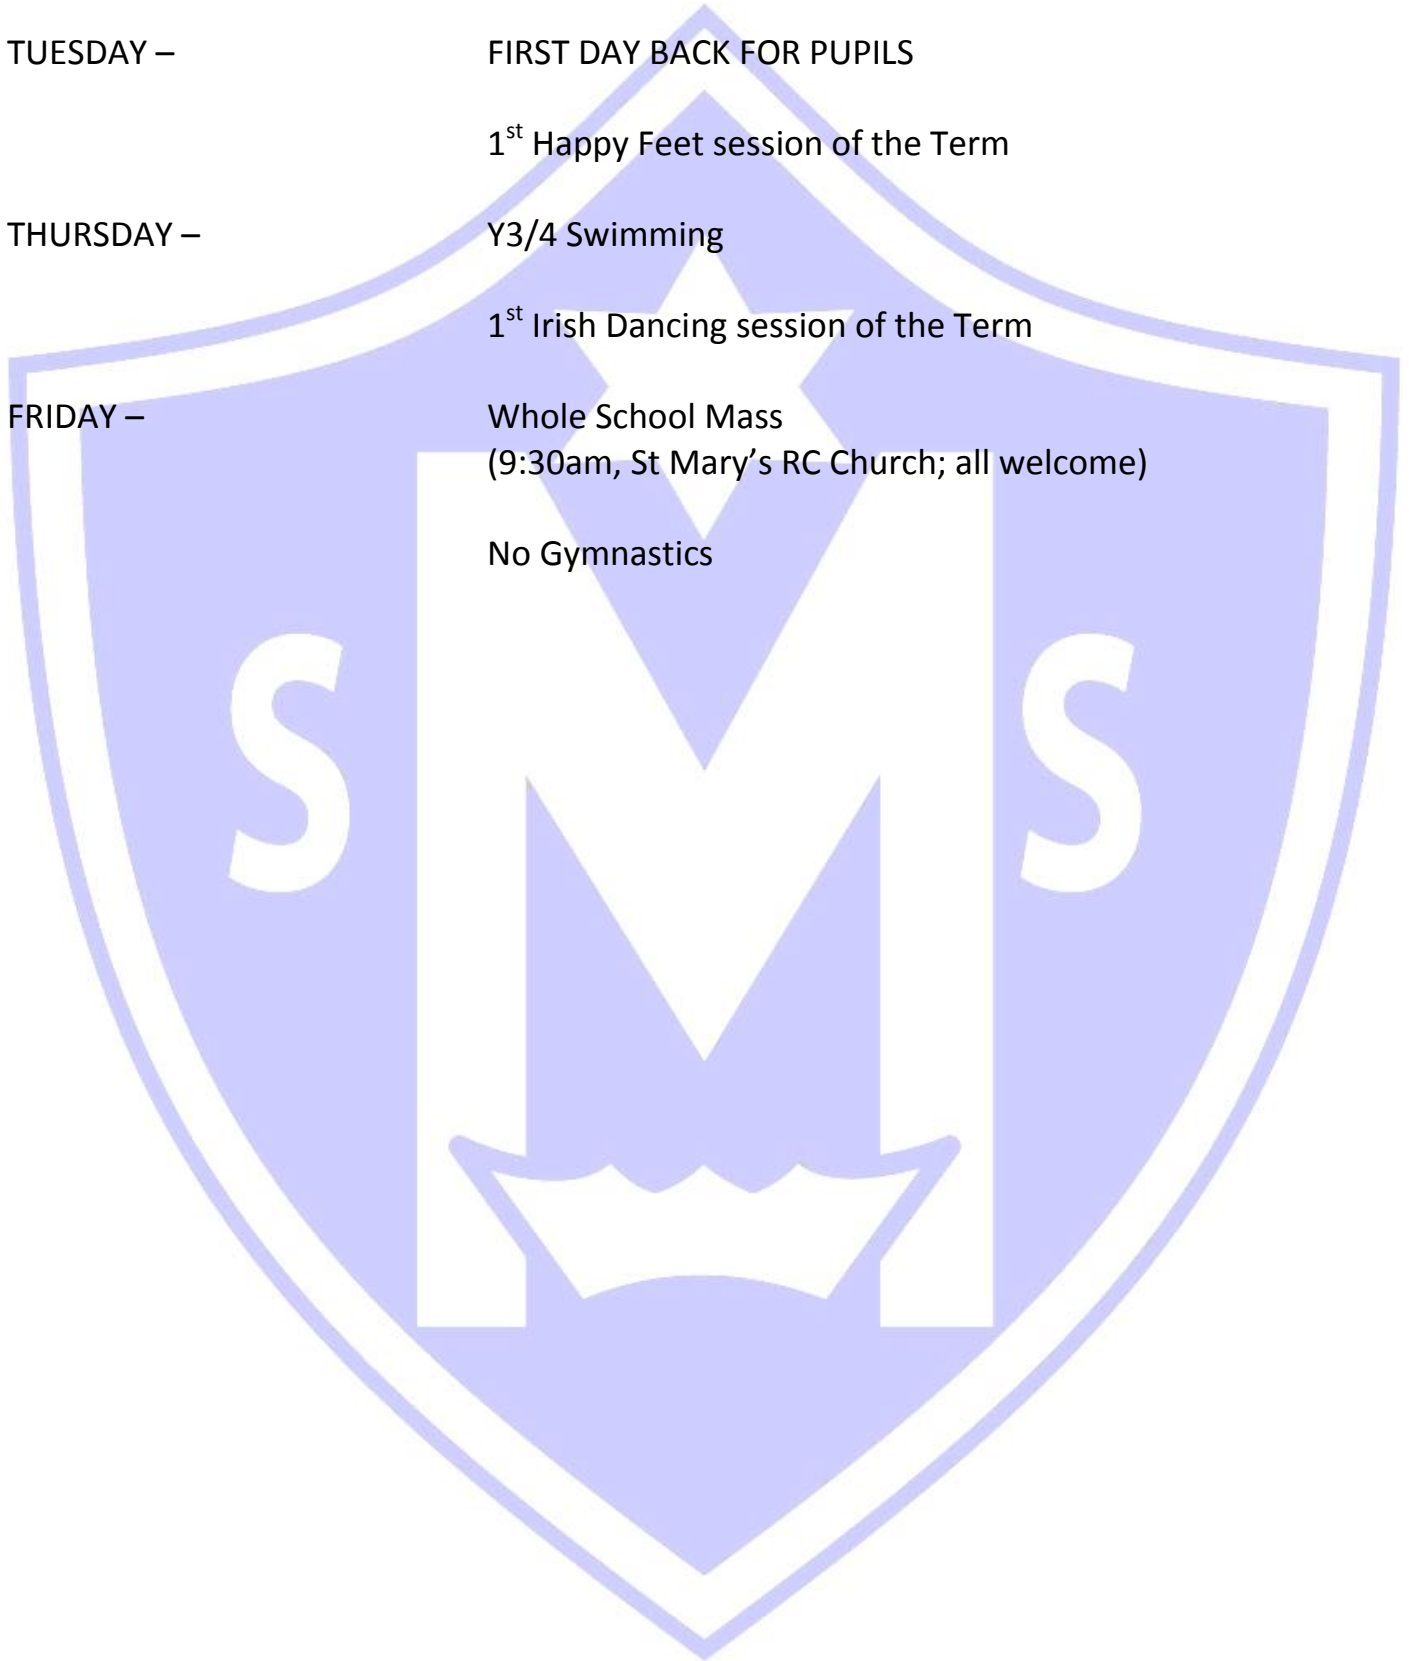 TUESDAY – FIRST DAY BACK FOR PUPILS
1st Happy Feet session of the Term
THURSDAY – Y3/4 Swimming
1st Irish Dancing session of the Term
FRIDAY – Whole School Mass
(9:30am, St Mary’s RC Church; all welcome)
No Gymnastics
S M S